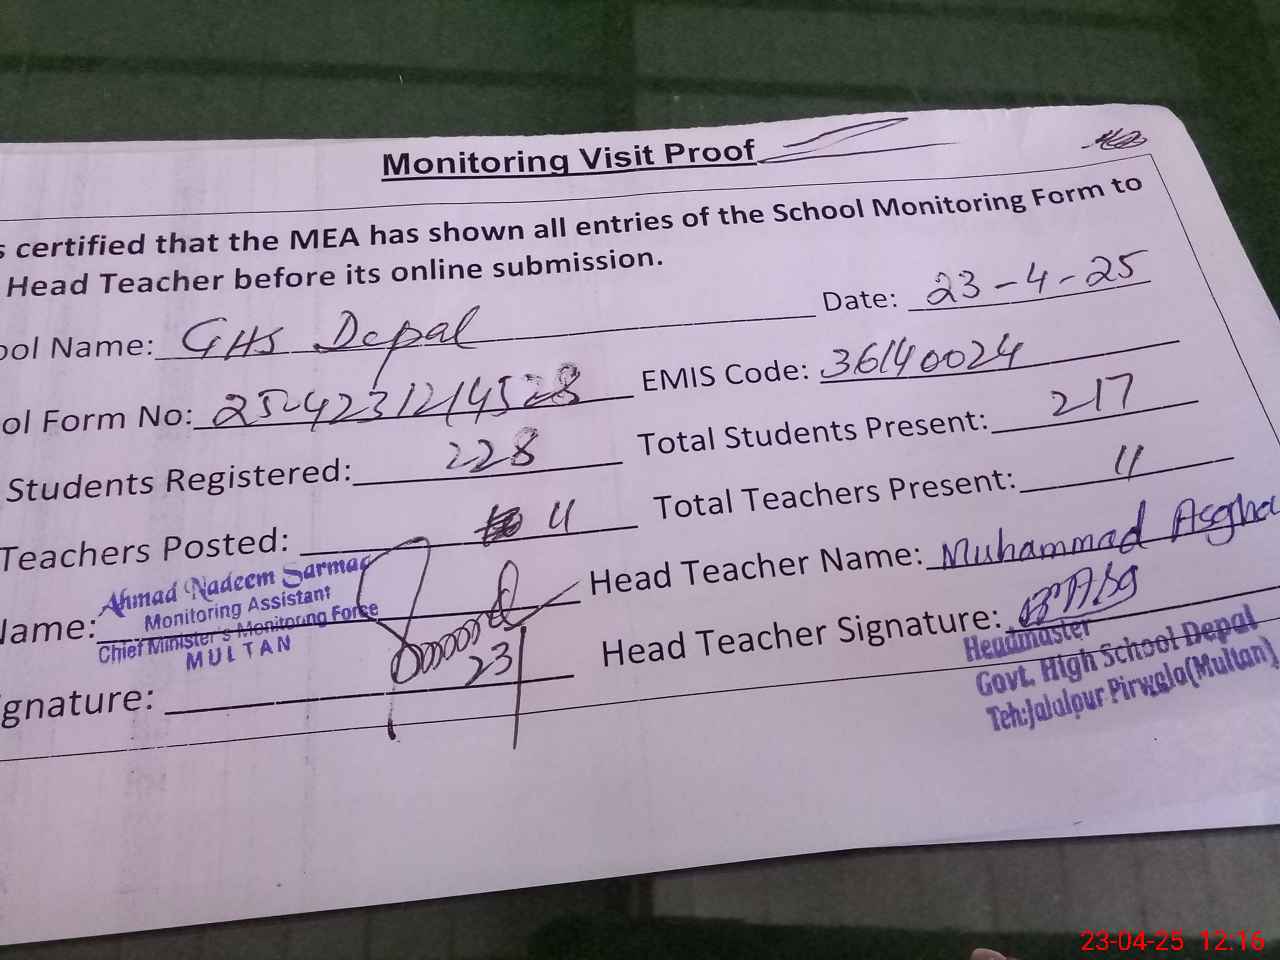 Monitoring Visit Proof
s certified that the MEA has shown all entries of the School Monitoring Form to
Head Teacher before its online submission.
ool Name: GHS Depal Date: 23-4-25
ol Form No: EMIS Code: 36140024
Students Registered: 228 Total Students Present: 217
Teachers Posted: 11 Total Teachers Present: 11
Name: Head Teacher Name: Muhammad Asgha
Ahmad Nadeem Sarmad
Monitoring Assistant
Chief Minister's Monitoring Force
MULTAN
gnature: 23 Head Teacher Signature:
Headmaster
Govt. High School Depal
Teh:Jalalpur Pirwala(Multan)
23-04-25 12:16